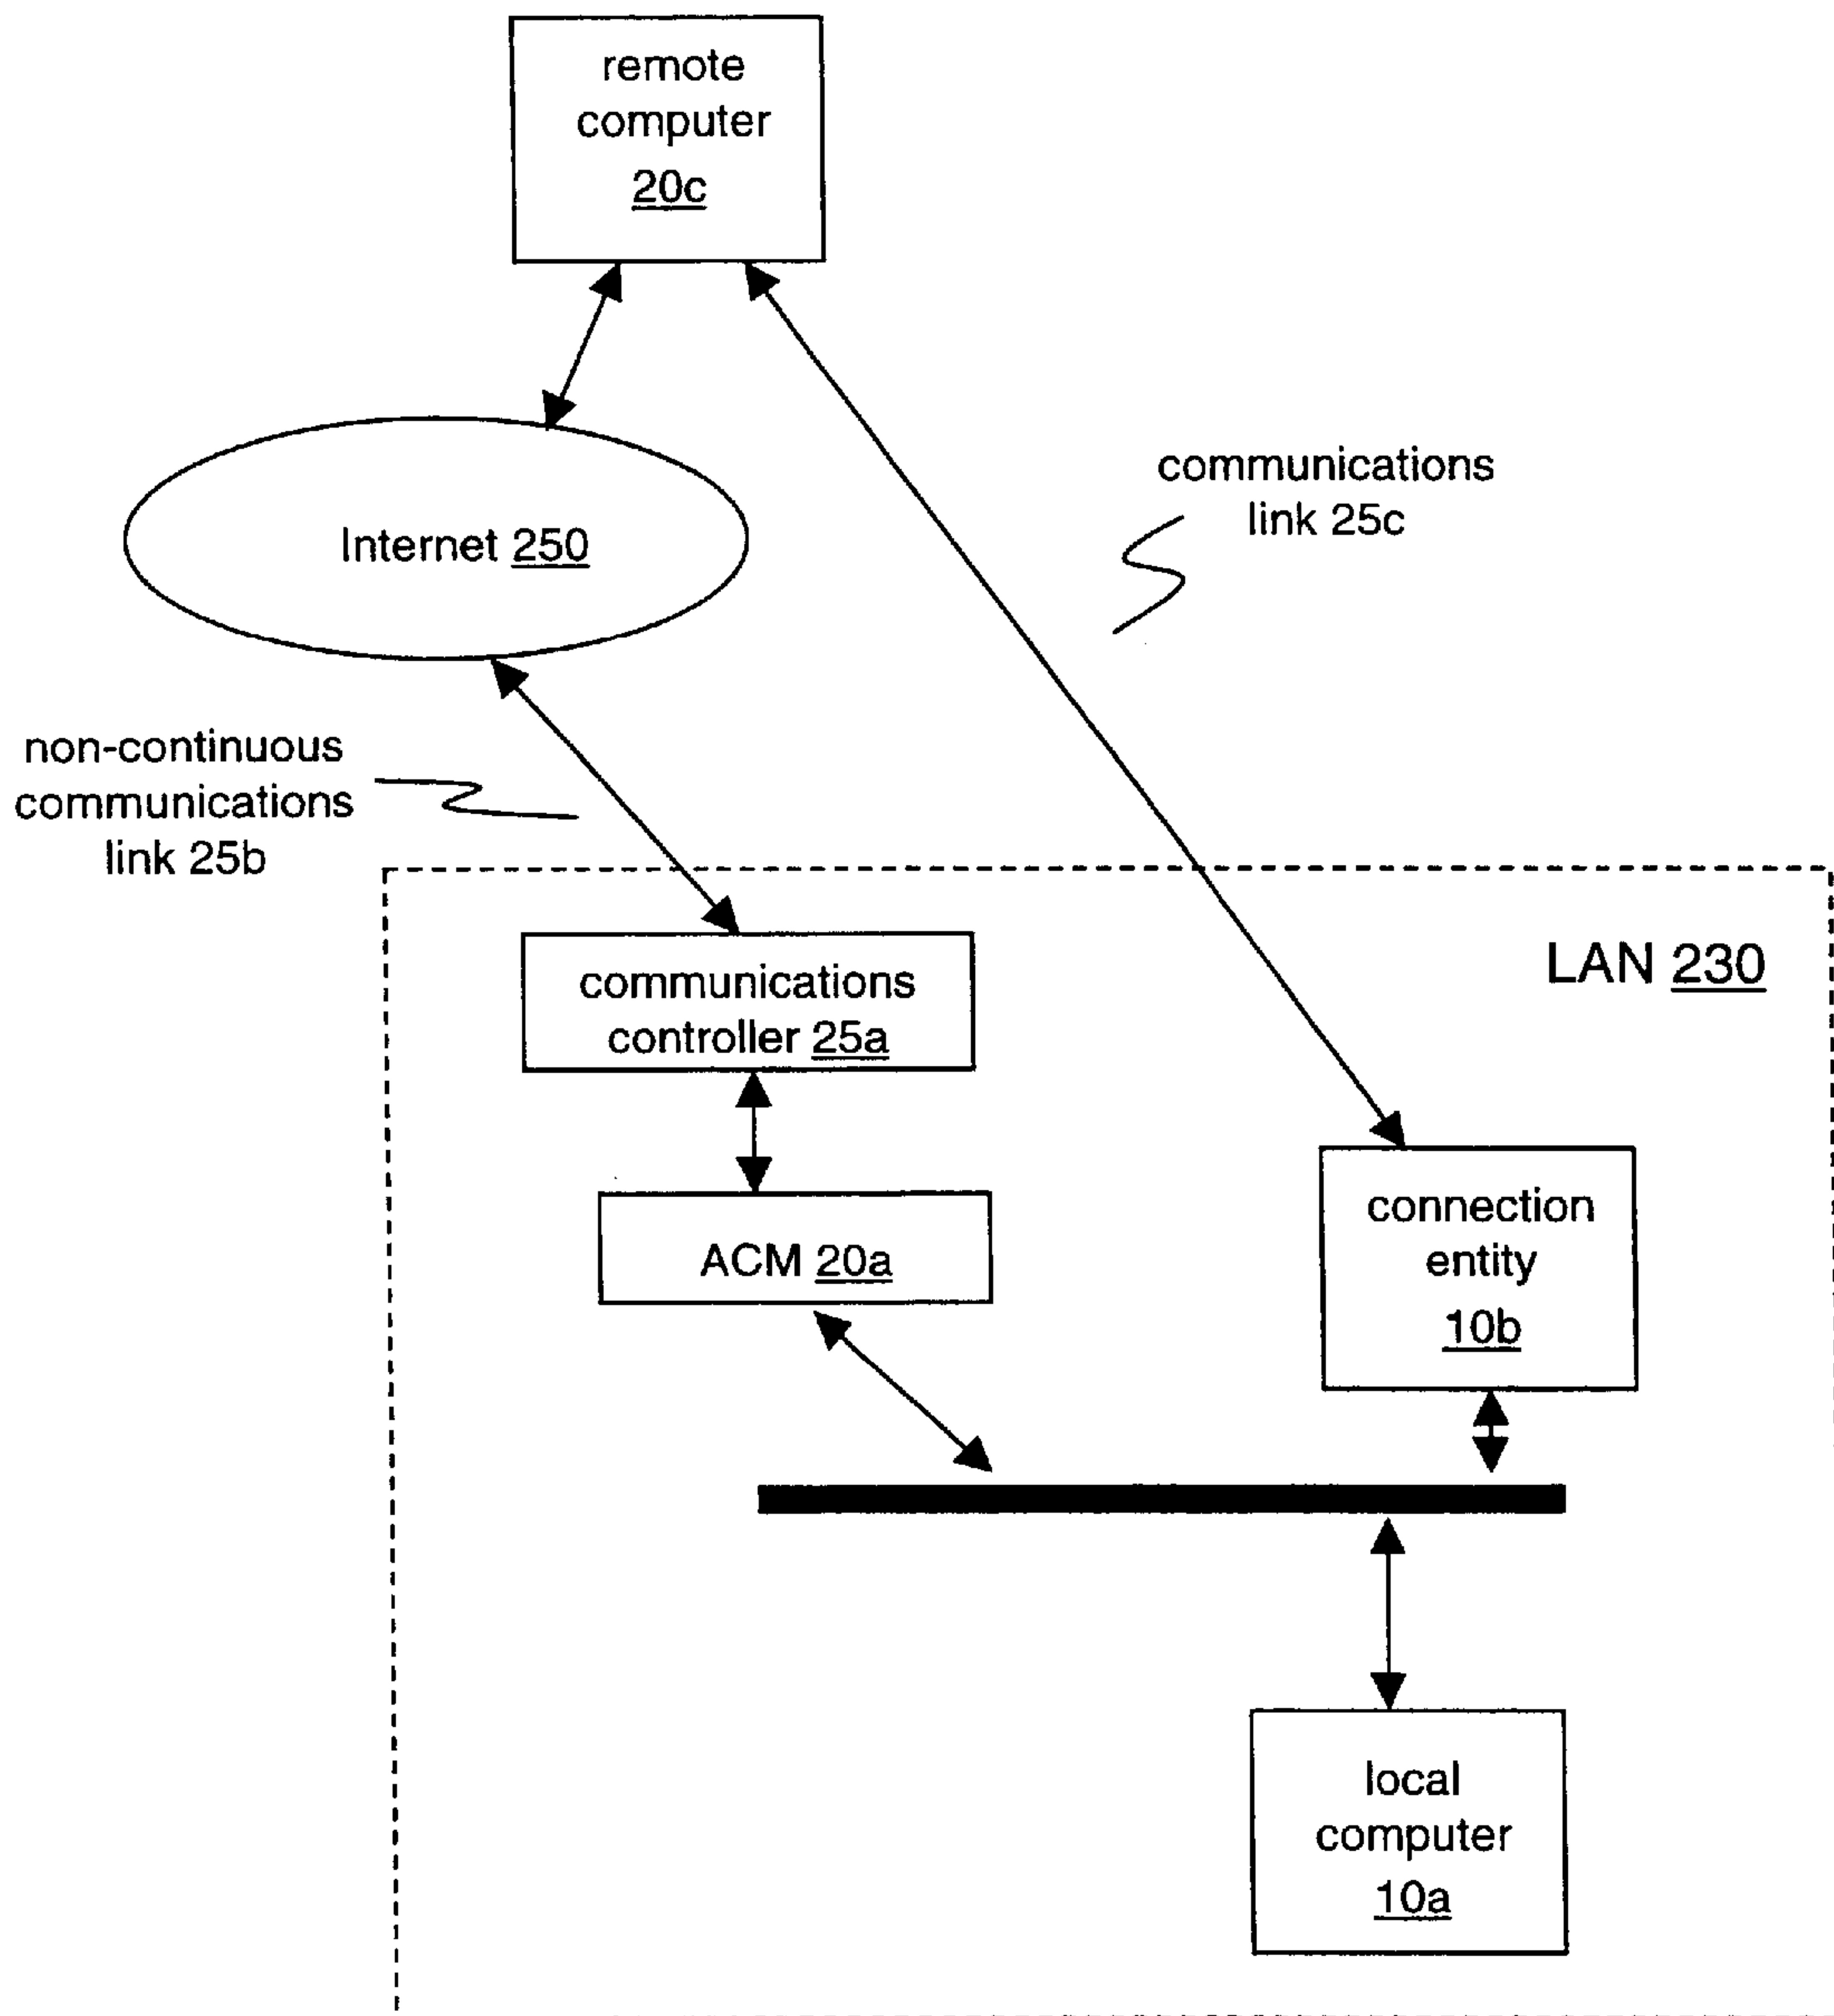 remote
computer
20c
Internet 250
communications
link 25c
non-continuous
communications
link 25b
LAN 230
communications
controller 25a
ACM 20a
connection
entity
10b
local
computer
10a